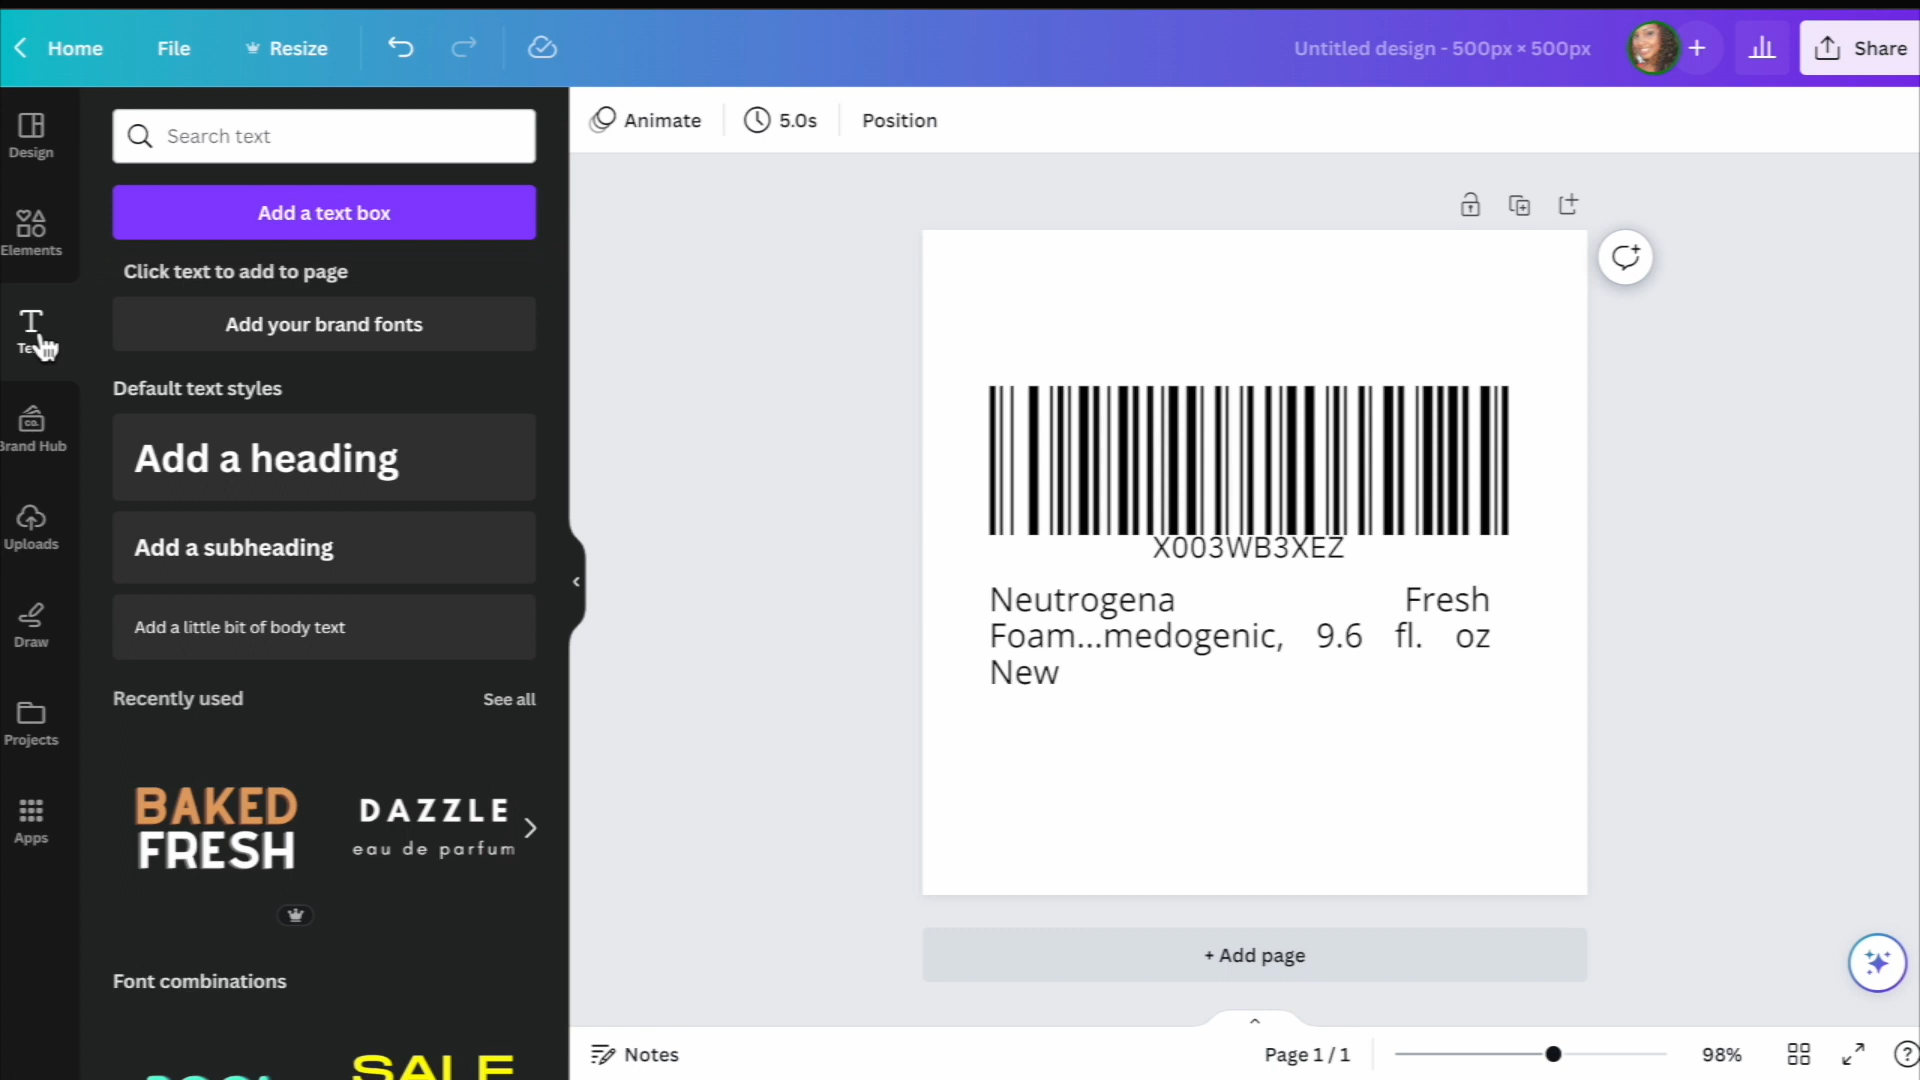 Home
File
Resize
Untitled design - 500px × 500px
Share
Design
Elements
Brand Hub
Uploads
Draw
Projects
Apps
Search text
Add a text box
Click text to add to page
Add your brand fonts
Default text styles
Add a heading
Add a subheading
Add a little bit of body text
Recently used
See all
BAKED
FRESH
DAZZLE
eau de parfum
Font combinations
SALE
Animate
5.0s
Position
X003WB3XEZ
Neutrogena Fresh
Foam...medogenic, 9.6 fl. oz
New
+ Add page
Notes
Page 1 / 1
98%